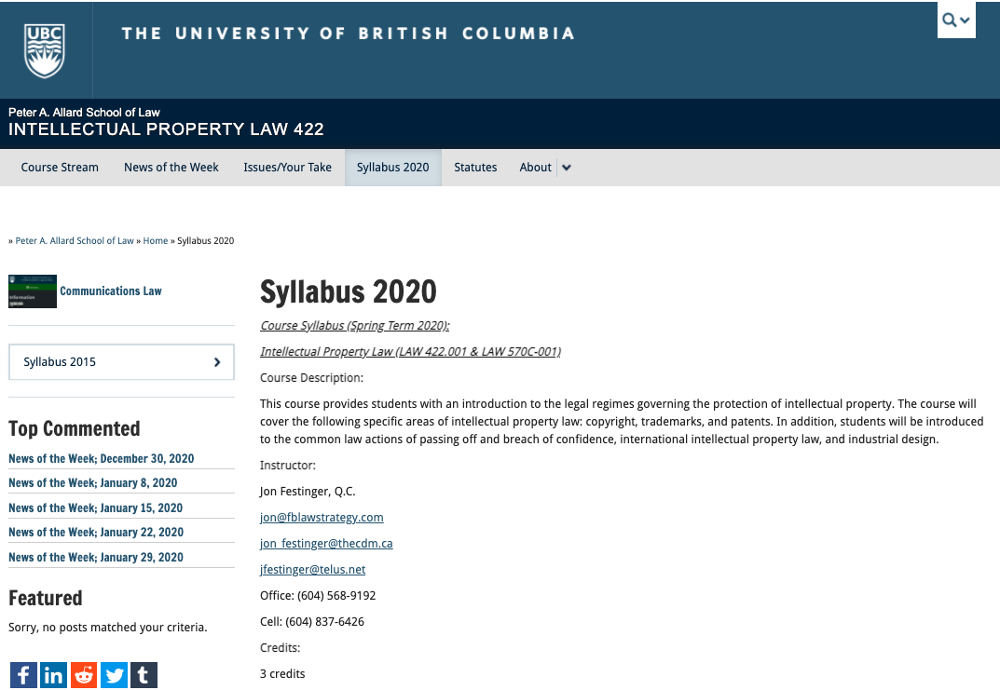 UBC
THE UNIVERSITY OF BRITISH COLUMBIA
Peter A. Allard School of Law
INTELLECTUAL PROPERTY LAW 422
Course Stream
News of the Week
Issues/Your Take
Syllabus 2020
Statutes
About
» Peter A. Allard School of Law » Home » Syllabus 2020
Communications Law
Syllabus 2015
Top Commented
News of the Week; December 30, 2020
News of the Week; January 8, 2020
News of the Week; January 15, 2020
News of the Week; January 22, 2020
News of the Week; January 29, 2020
Featured
Sorry, no posts matched your criteria.
Syllabus 2020
Course Syllabus (Spring Term 2020):
Intellectual Property Law (LAW 422.001 & LAW 570C-001)
Course Description:
This course provides students with an introduction to the legal regimes governing the protection of intellectual property. The course will
cover the following specific areas of intellectual property law: copyright, trademarks, and patents. In addition, students will be introduced
to the common law actions of passing off and breach of confidence, international intellectual property law, and industrial design.
Instructor:
Jon Festinger, Q.C.
jon@fblawstrategy.com
jon_festinger@thecdm.ca
jfestinger@telus.net
Office: (604) 568-9192
Cell: (604) 837-6426
Credits:
3 credits